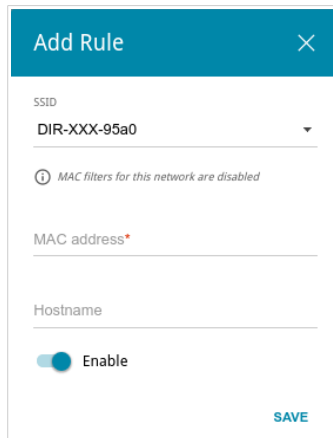 Add Rule
SSID
DIR-XXX-95a0
MAC filters for this network are disabled
MAC address*
Hostname
Enable
SAVE